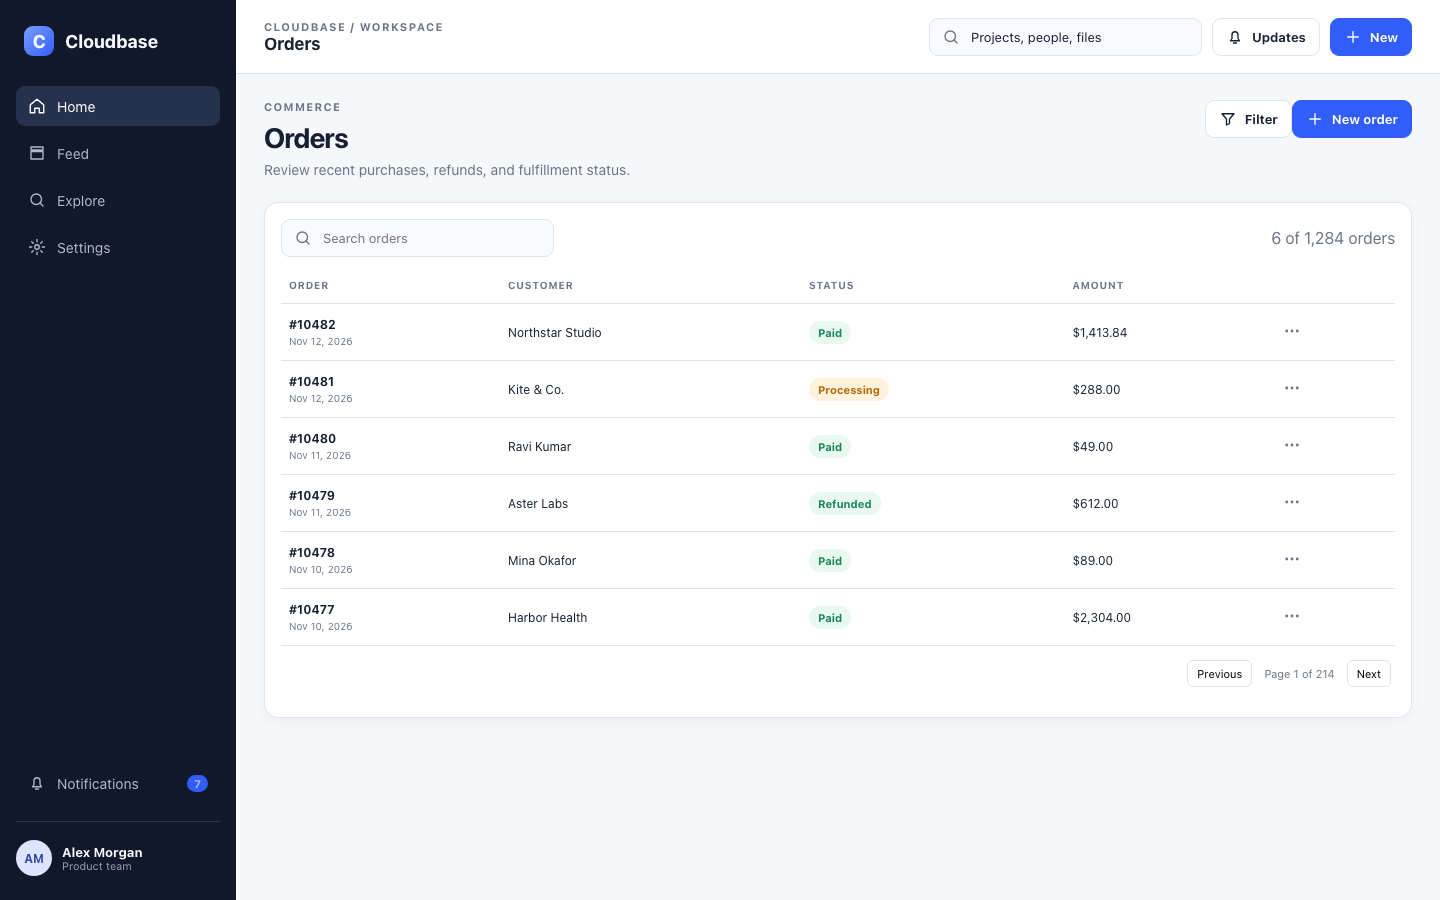 C Cloudbase
Home
Feed
Explore
Settings
Notifications 7
AM Alex Morgan
Product team
CLOUDBASE / WORKSPACE
Orders
Projects, people, files
Updates
New
COMMERCE
Orders
Review recent purchases, refunds, and fulfillment status.
Filter
New order
Search orders
6 of 1,284 orders
ORDER CUSTOMER STATUS AMOUNT
#10482
Nov 12, 2026
Northstar Studio Paid $1,413.84
#10481
Nov 12, 2026
Kite & Co. Processing $288.00
#10480
Nov 11, 2026
Ravi Kumar Paid $49.00
#10479
Nov 11, 2026
Aster Labs Refunded $612.00
#10478
Nov 10, 2026
Mina Okafor Paid $89.00
#10477
Nov 10, 2026
Harbor Health Paid $2,304.00
Previous Page 1 of 214 Next